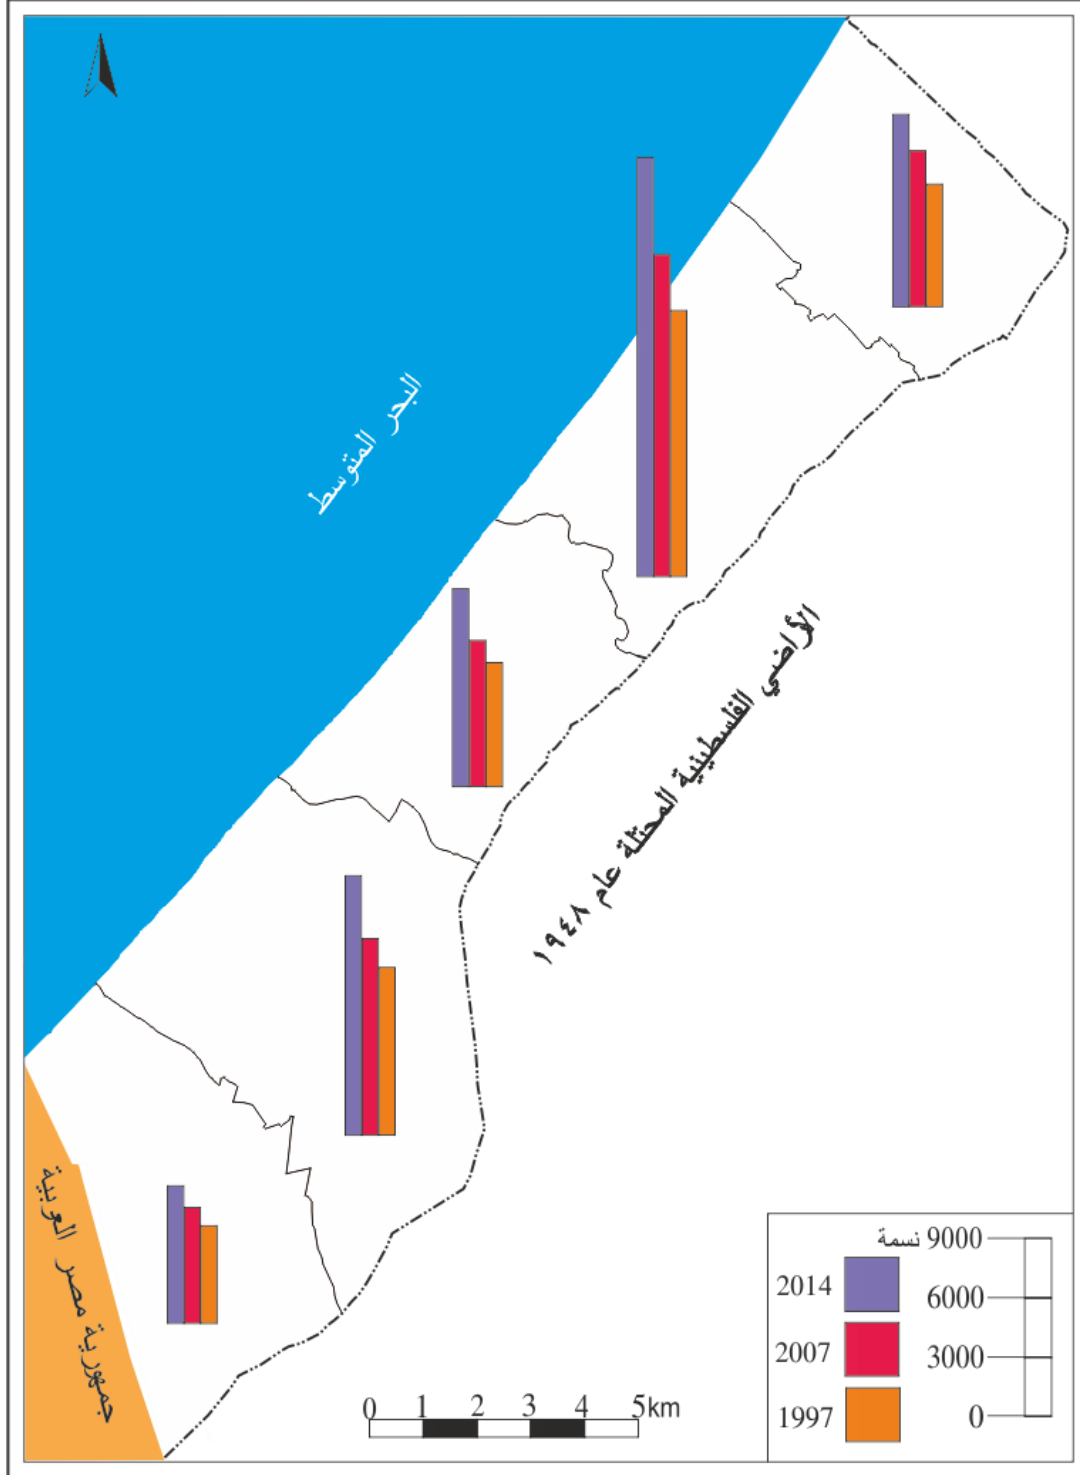 البحر المتوسط
الأراضي الفلسطينية المحتلة عام ١٩٤٨
جمهورية مصر العربية
نسمة 9000
6000
3000
0
2014
2007
1997
0 1 2 3 4 5km